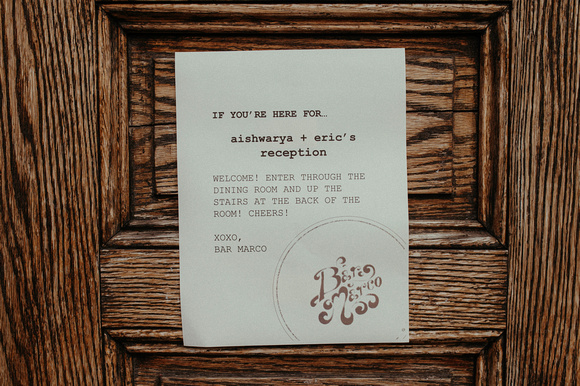 IF YOU'RE HERE FOR…
aishwarya + eric's
reception
WELCOME! ENTER THROUGH THE
DINING ROOM AND UP THE
STAIRS AT THE BACK OF THE
ROOM! CHEERS!
XOXO,
BAR MARCO
Bar
Marco